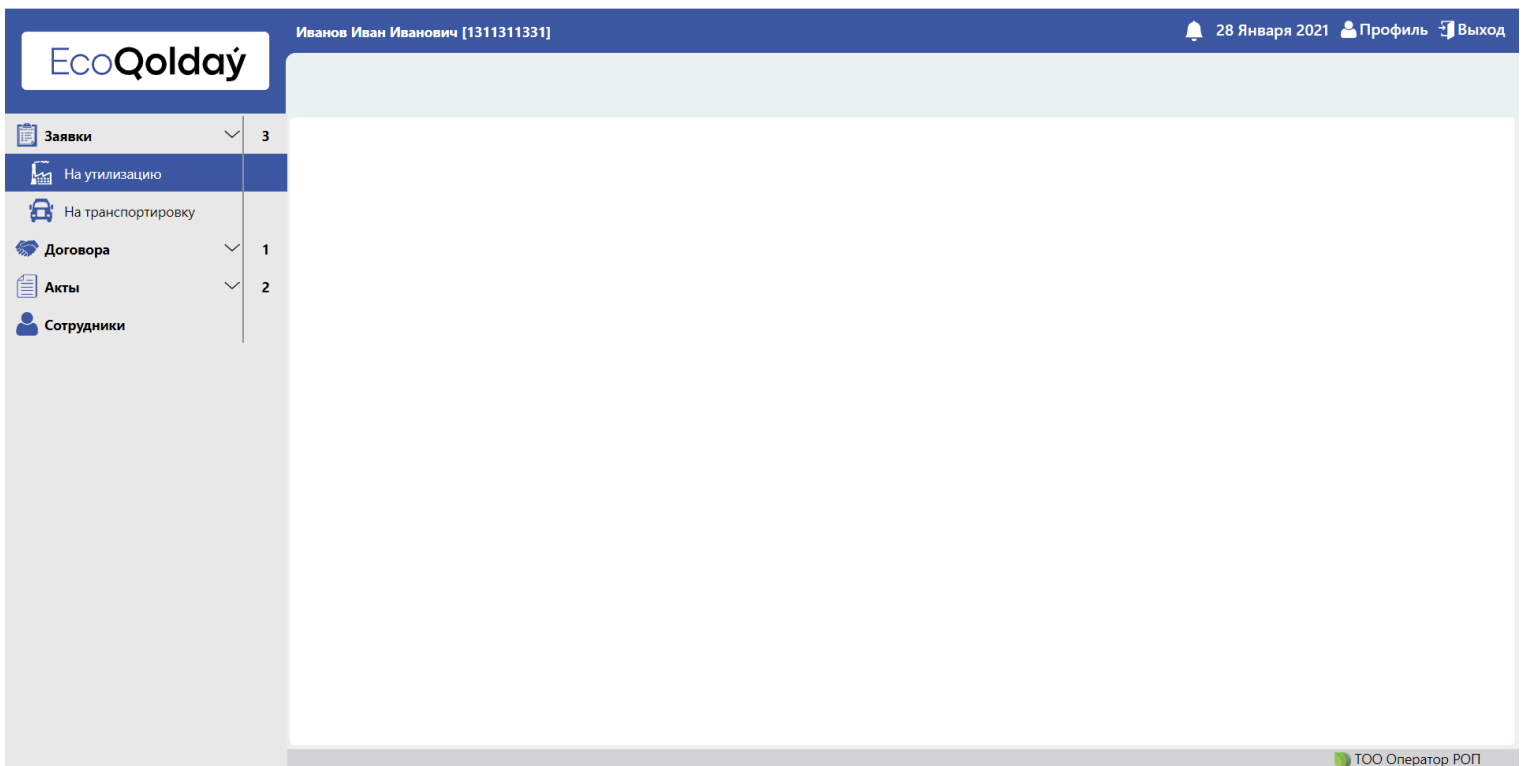 Иванов Иван Иванович [1311311331]
28 Января 2021 Профиль Выход
EcoQoldaý
Заявки 3
На утилизацию
На транспортировку
Договора 1
Акты 2
Сотрудники
ТОО Оператор РОП